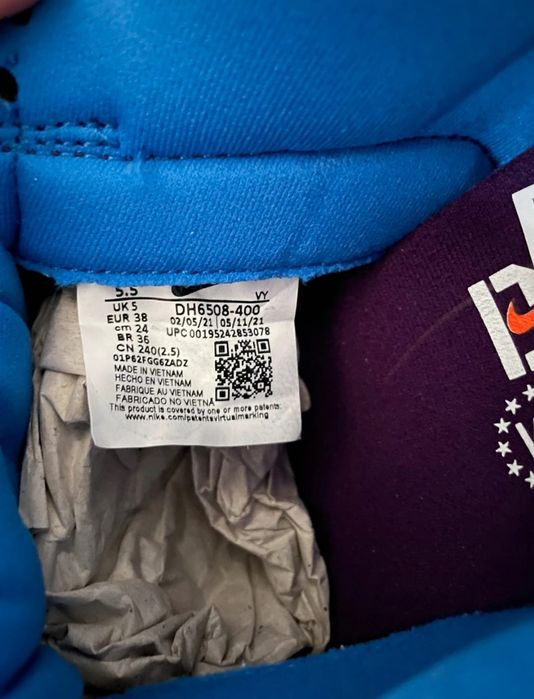 5.5 VY
UK 5 DH6508-400
EUR 38 02/05/21 05/11/21
cm 24 UPC 00195242853078
BR 36
CN 240(2.5)
01P62FGG6ZADZ
MADE IN VIETNAM
HECHO EN VIETNAM
FABRIQUE AU VIETNAM
FABRICADO NO VIETNÃ
This product is covered by one or more patents.
www.nike.com/patentsvirtualmarking